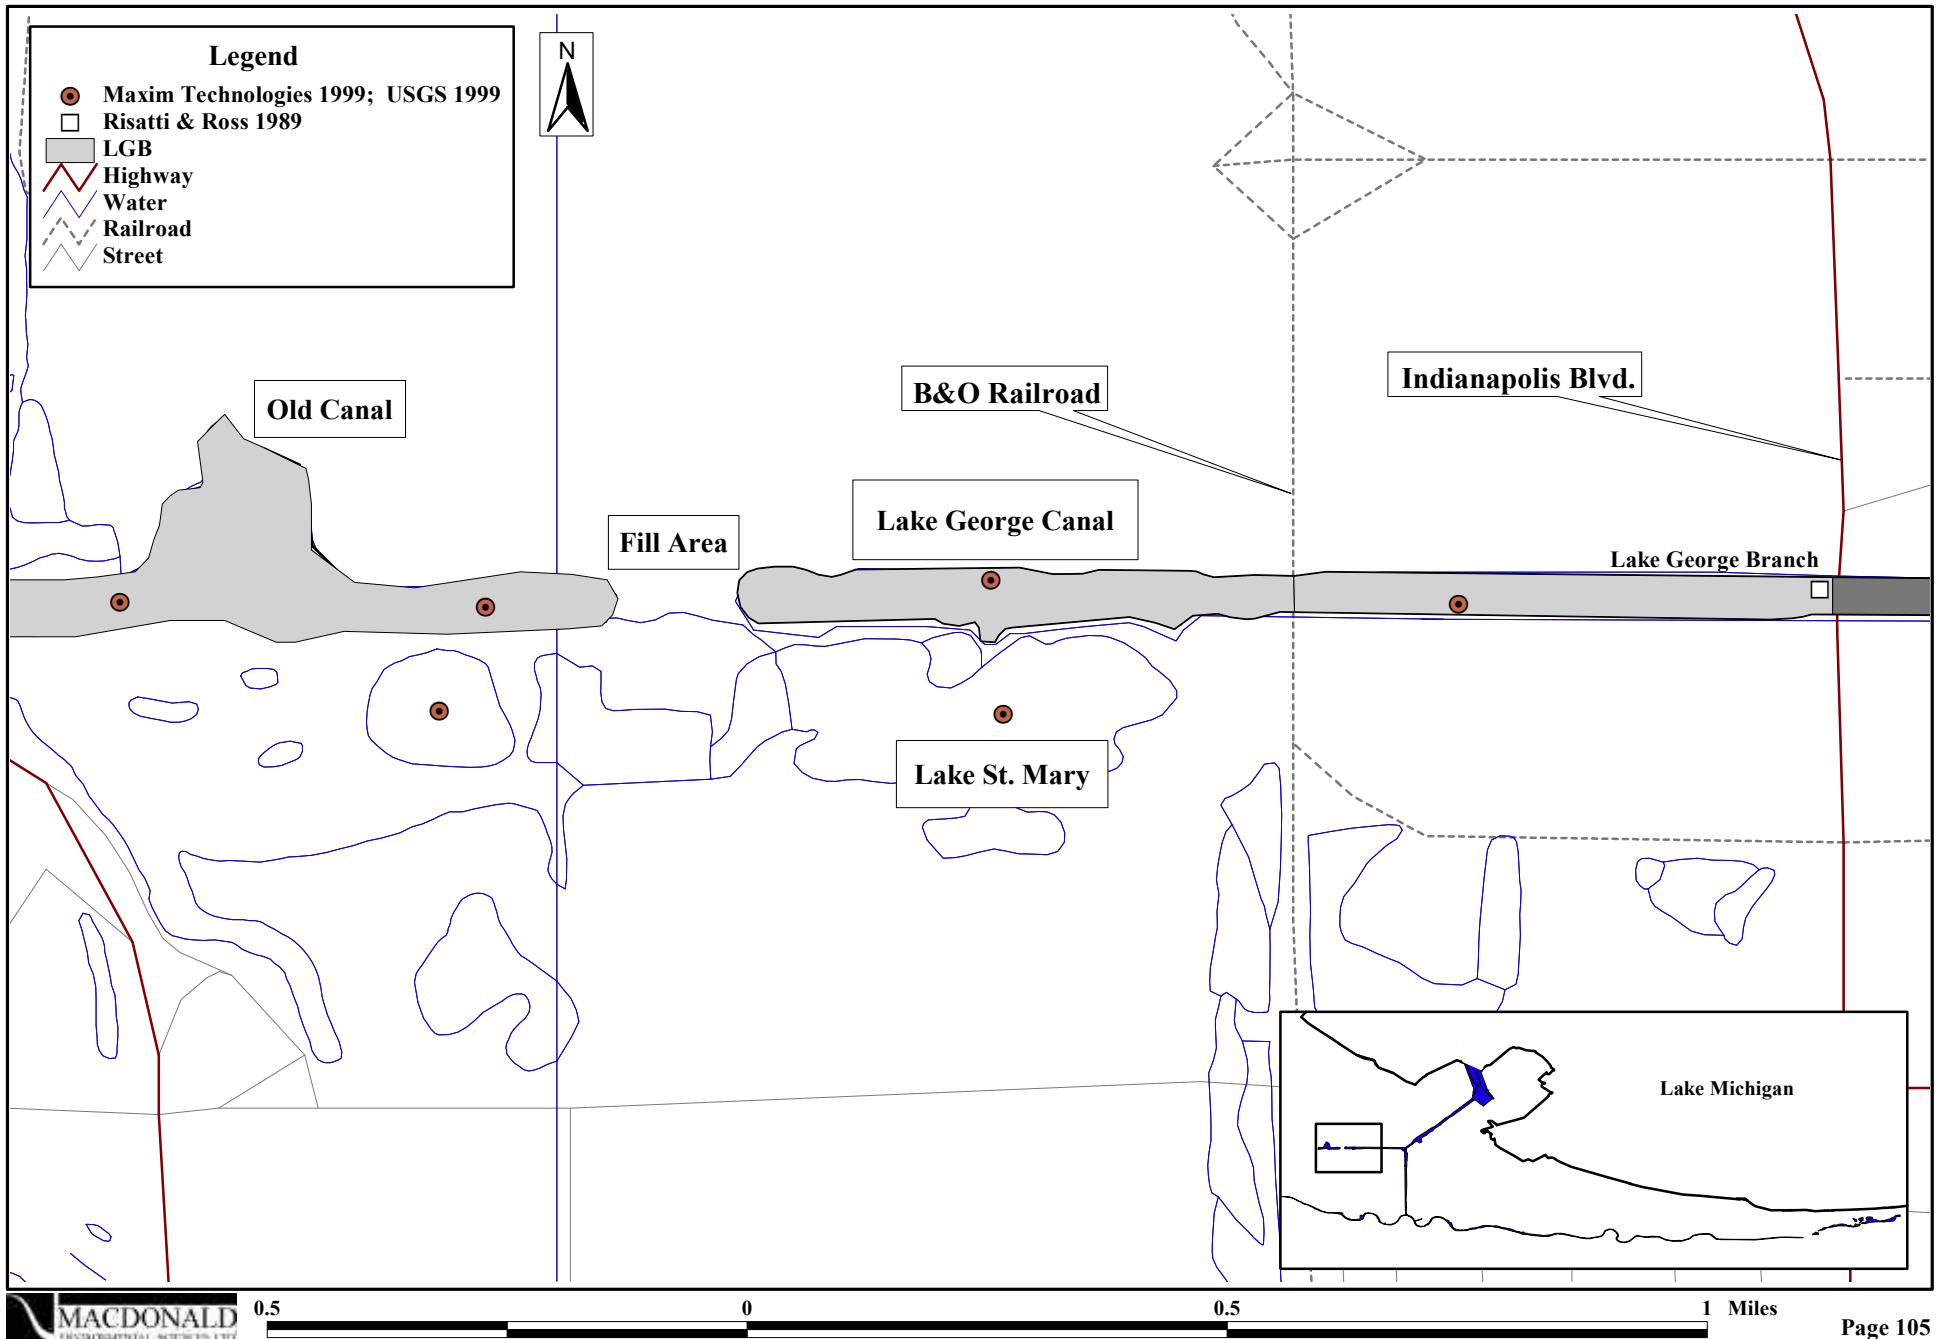 Legend
Maxim Technologies 1999; USGS 1999
Risatti & Ross 1989
LGB
Highway
Water
Railroad
Street
N
Old Canal
B&O Railroad
Indianapolis Blvd.
Lake George Canal
Fill Area
Lake George Branch
Lake St. Mary
Lake Michigan
MACDONALD
0.5
0
0.5
1 Miles
Page 105